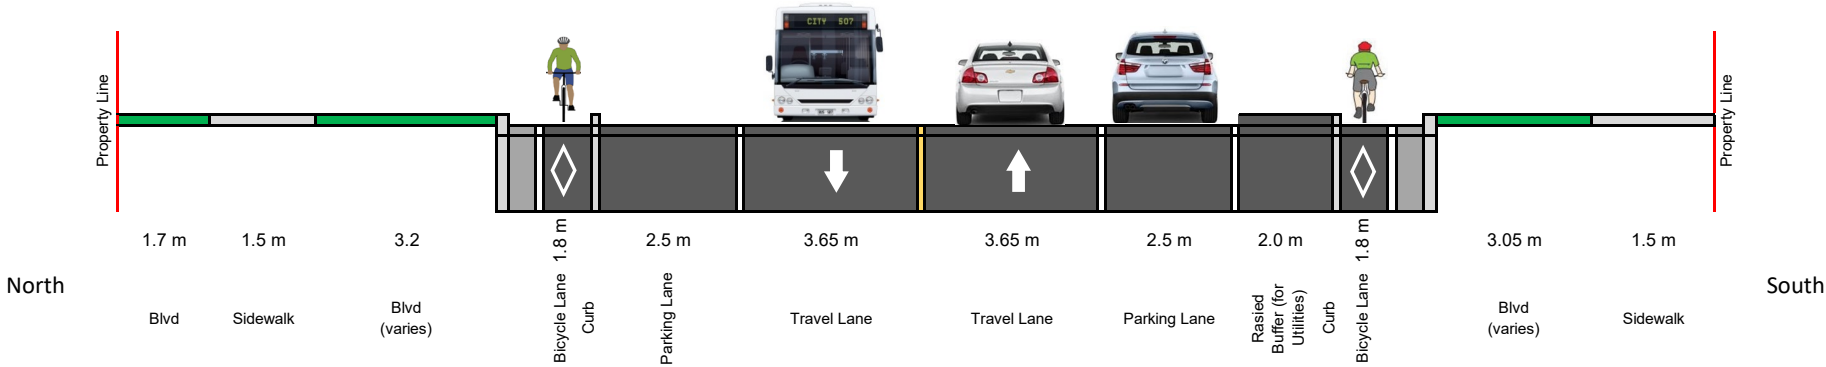 CITY 507
Property Line
Property Line
1.7 m
1.5 m
3.2
1.8 m
2.5 m
3.65 m
3.65 m
2.5 m
2.0 m
1.8 m
3.05 m
1.5 m
North
South
Blvd
Sidewalk
Blvd
(varies)
Bicycle Lane
Curb
Parking Lane
Travel Lane
Travel Lane
Parking Lane
Rasied
Buffer (for
Utilities)
Curb
Bicycle Lane
Blvd
(varies)
Sidewalk